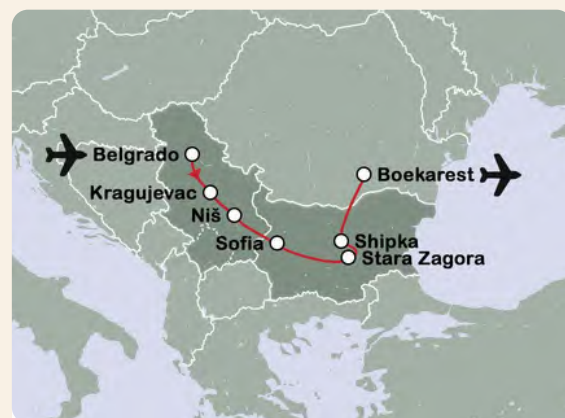 Belgrado
Boekarest
Kragujevac
Niš
Sofia
Shipka
Stara Zagora